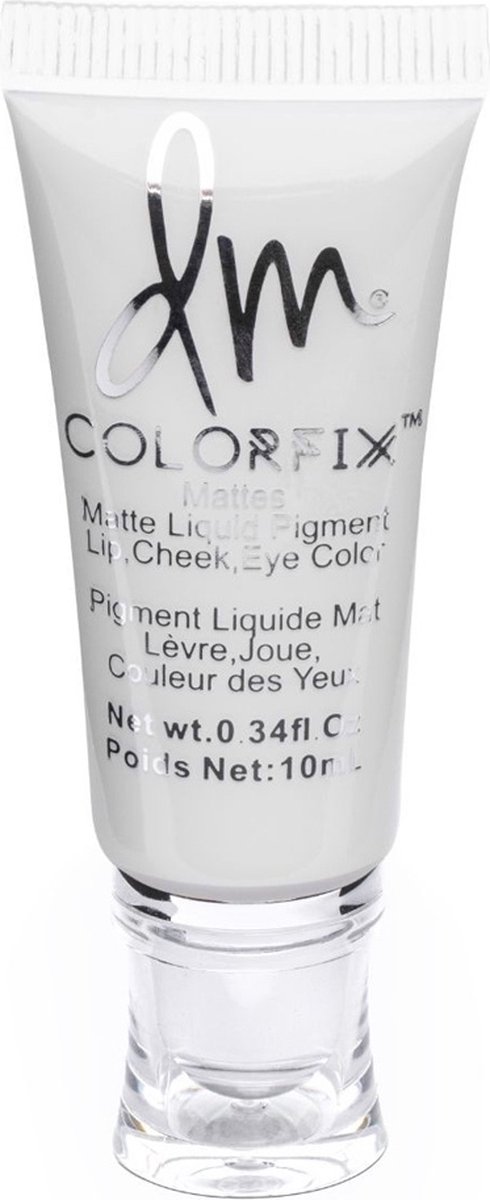 dm®
COLORFIX™
Mattes
Matte Liquid Pigment
Lip,Cheek,Eye Color
Pigment Liquide Mat
Lèvre,Joue,
Couleur des Yeux
Net wt.0.34fl.Oz
Poids Net:10mL